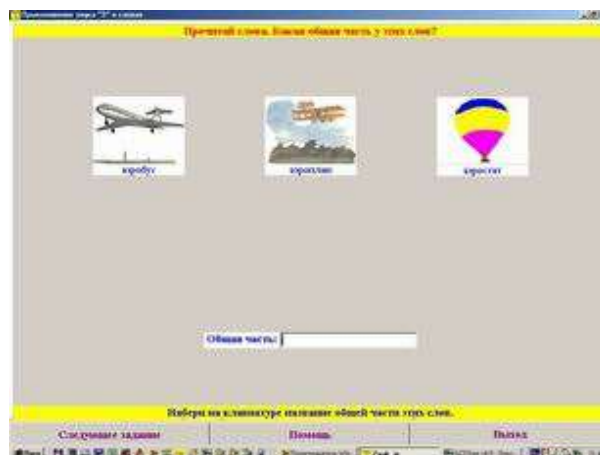 Прочитай слова. Какая общая часть у этих слов?
аэробус
аэроплан
аэростат
Общая часть:
Набери на клавиатуре название общей части этих слов.
Следующее задание
Помощь
Выход